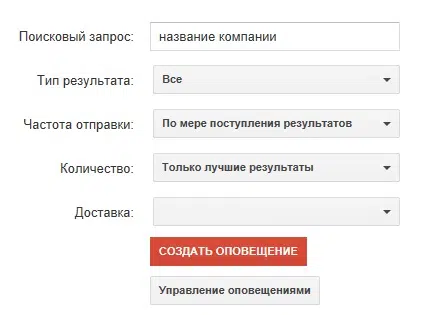 Поисковый запрос: название компании
Тип результата: Все
Частота отправки: По мере поступления результатов
Количество: Только лучшие результаты
Доставка:
СОЗДАТЬ ОПОВЕЩЕНИЕ
Управление оповещениями